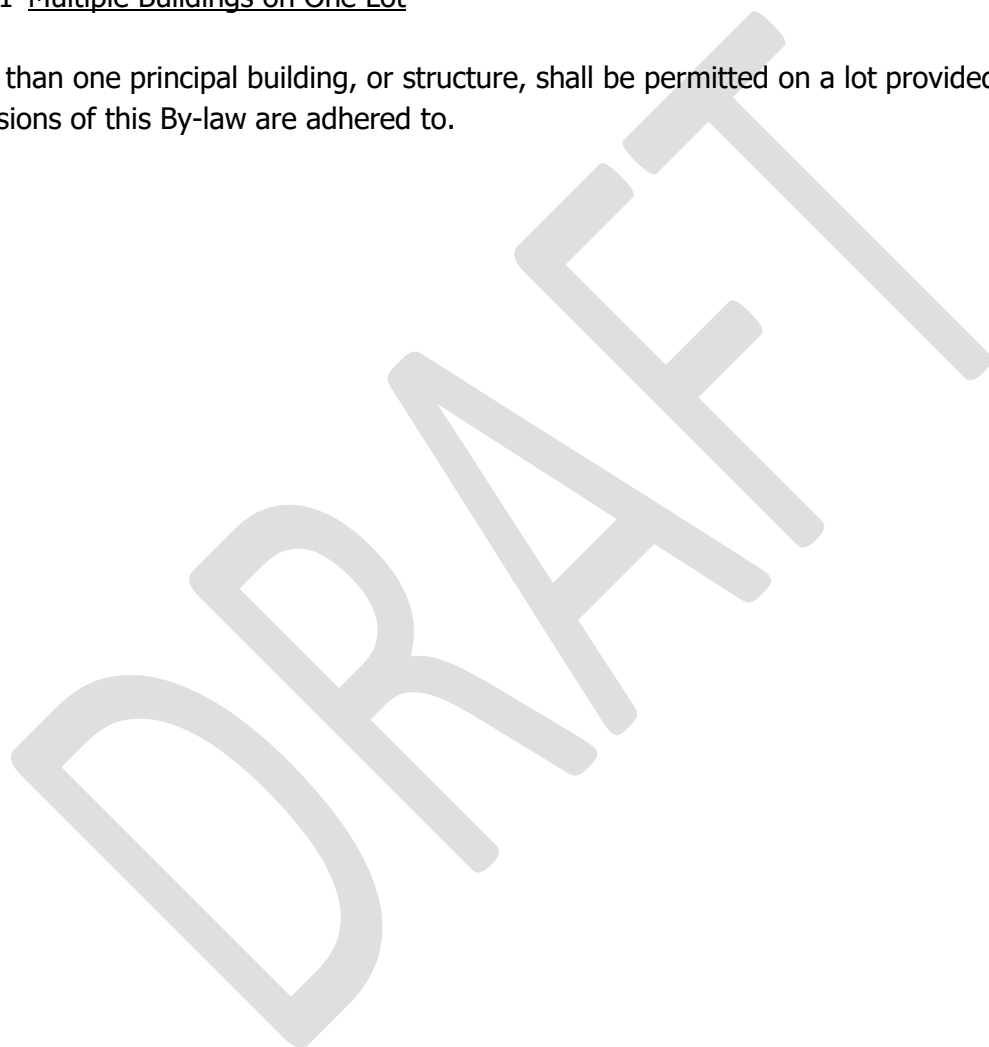 Multiple Buildings on One Lot
than one principal building, or structure, shall be permitted on a lot provided
sions of this By-law are adhered to.
DRAFT